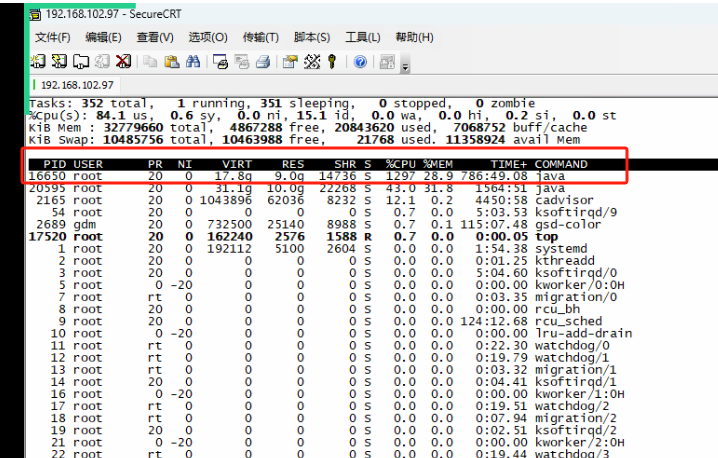 192.168.102.97 - SecureCRT
文件(F) 编辑(E) 查看(V) 选项(O) 传输(T) 脚本(S) 工具(L) 帮助(H)
192.168.102.97
Tasks: 352 total, 1 running, 351 sleeping, 0 stopped, 0 zombie
%Cpu(s): 84.1 us, 0.6 sy, 0.0 ni, 15.1 id, 0.0 wa, 0.0 hi, 0.2 si, 0.0 st
KiB Mem : 32779660 total, 4867288 free, 20843620 used, 7068752 buff/cache
KiB Swap: 10485756 total, 10463988 free, 21768 used. 11358924 avail Mem
PID USER PR NI VIRT RES SHR S %CPU %MEM TIME+ COMMAND
16650 root 20 0 17.8g 9.0g 14736 S 1297 28.9 786:49.08 java
20595 root 20 0 31.1g 10.0g 22268 S 43.0 31.8 1564:51 java
2165 root 20 0 1043896 62036 8232 S 12.1 0.2 4450:58 cadvisor
54 root 20 0 0 0 0 S 0.7 0.0 5:03.53 ksoftirqd/9
2689 gdm 20 0 732500 25140 8988 S 0.7 0.1 115:07.48 gsd-color
17520 root 20 0 162240 2576 1588 R 0.7 0.0 0:00.05 top
1 root 20 0 192112 5100 2604 S 0.0 0.0 1:54.38 systemd
2 root 20 0 0 0 0 S 0.0 0.0 0:01.25 kthreadd
3 root 20 0 0 0 0 S 0.0 0.0 5:04.60 ksoftirqd/0
5 root 0 -20 0 0 0 S 0.0 0.0 0:00.00 kworker/0:0H
7 root rt 0 0 0 0 S 0.0 0.0 0:03.35 migration/0
8 root 20 0 0 0 0 S 0.0 0.0 0:00.00 rcu_bh
9 root 20 0 0 0 0 S 0.0 0.0 124:12.68 rcu_sched
10 root 0 -20 0 0 0 S 0.0 0.0 0:00.00 lru-add-drain
11 root rt 0 0 0 0 S 0.0 0.0 0:22.30 watchdog/0
12 root rt 0 0 0 0 S 0.0 0.0 0:19.79 watchdog/1
13 root rt 0 0 0 0 S 0.0 0.0 0:03.32 migration/1
14 root 20 0 0 0 0 S 0.0 0.0 0:04.41 ksoftirqd/1
16 root 0 -20 0 0 0 S 0.0 0.0 0:00.00 kworker/1:0H
17 root rt 0 0 0 0 S 0.0 0.0 0:19.51 watchdog/2
18 root rt 0 0 0 0 S 0.0 0.0 0:07.94 migration/2
19 root 20 0 0 0 0 S 0.0 0.0 0:02.51 ksoftirqd/2
21 root 0 -20 0 0 0 S 0.0 0.0 0:00.00 kworker/2:0H
22 root rt 0 0 0 0 S 0.0 0.0 0:19.44 watchdog/3